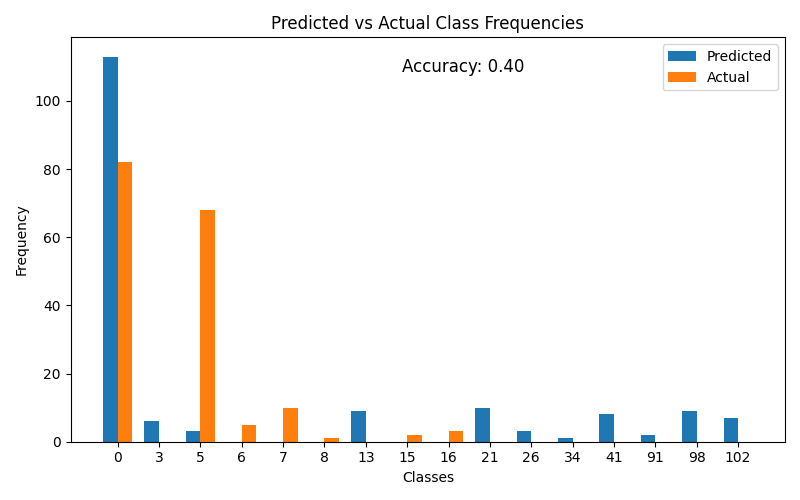 Predicted vs Actual Class Frequencies
Accuracy: 0.40
Predicted
Actual
Frequency
100
80
60
40
20
0
0 3 5 6 7 8 13 15 16 21 26 34 41 91 98 102
Classes